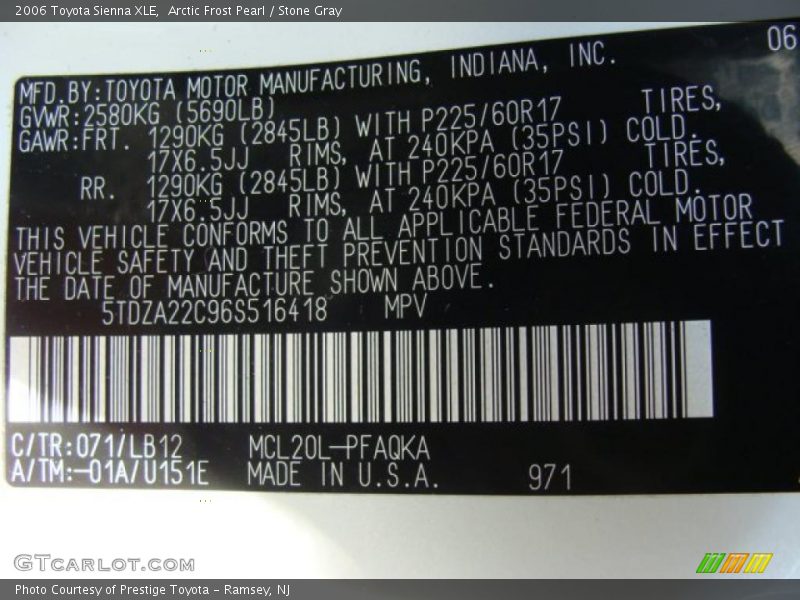 2006 Toyota Sienna XLE,  Arctic Frost Pearl / Stone Gray
06
MFD.BY:TOYOTA MOTOR MANUFACTURING, INDIANA, INC.
GVWR:2580KG (5690LB)
GAWR:FRT. 1290KG (2845LB) WITH P225/60R17 TIRES,
17X6.5JJ RIMS, AT 240KPA (35PSI) COLD.
RR. 1290KG (2845LB) WITH P225/60R17 TIRES,
17X6.5JJ RIMS, AT 240KPA (35PSI) COLD.
THIS VEHICLE CONFORMS TO ALL APPLICABLE FEDERAL MOTOR
VEHICLE SAFETY AND THEFT PREVENTION STANDARDS IN EFFECT
THE DATE OF MANUFACTURE SHOWN ABOVE.
5TDZA22C96S516418 MPV
C/TR:071/LB12 MCL20L-PFAQKA
A/TM:-01A/U151E MADE IN U.S.A. 971
GTCARLOT.COM
Photo Courtesy of Prestige Toyota - Ramsey, NJ